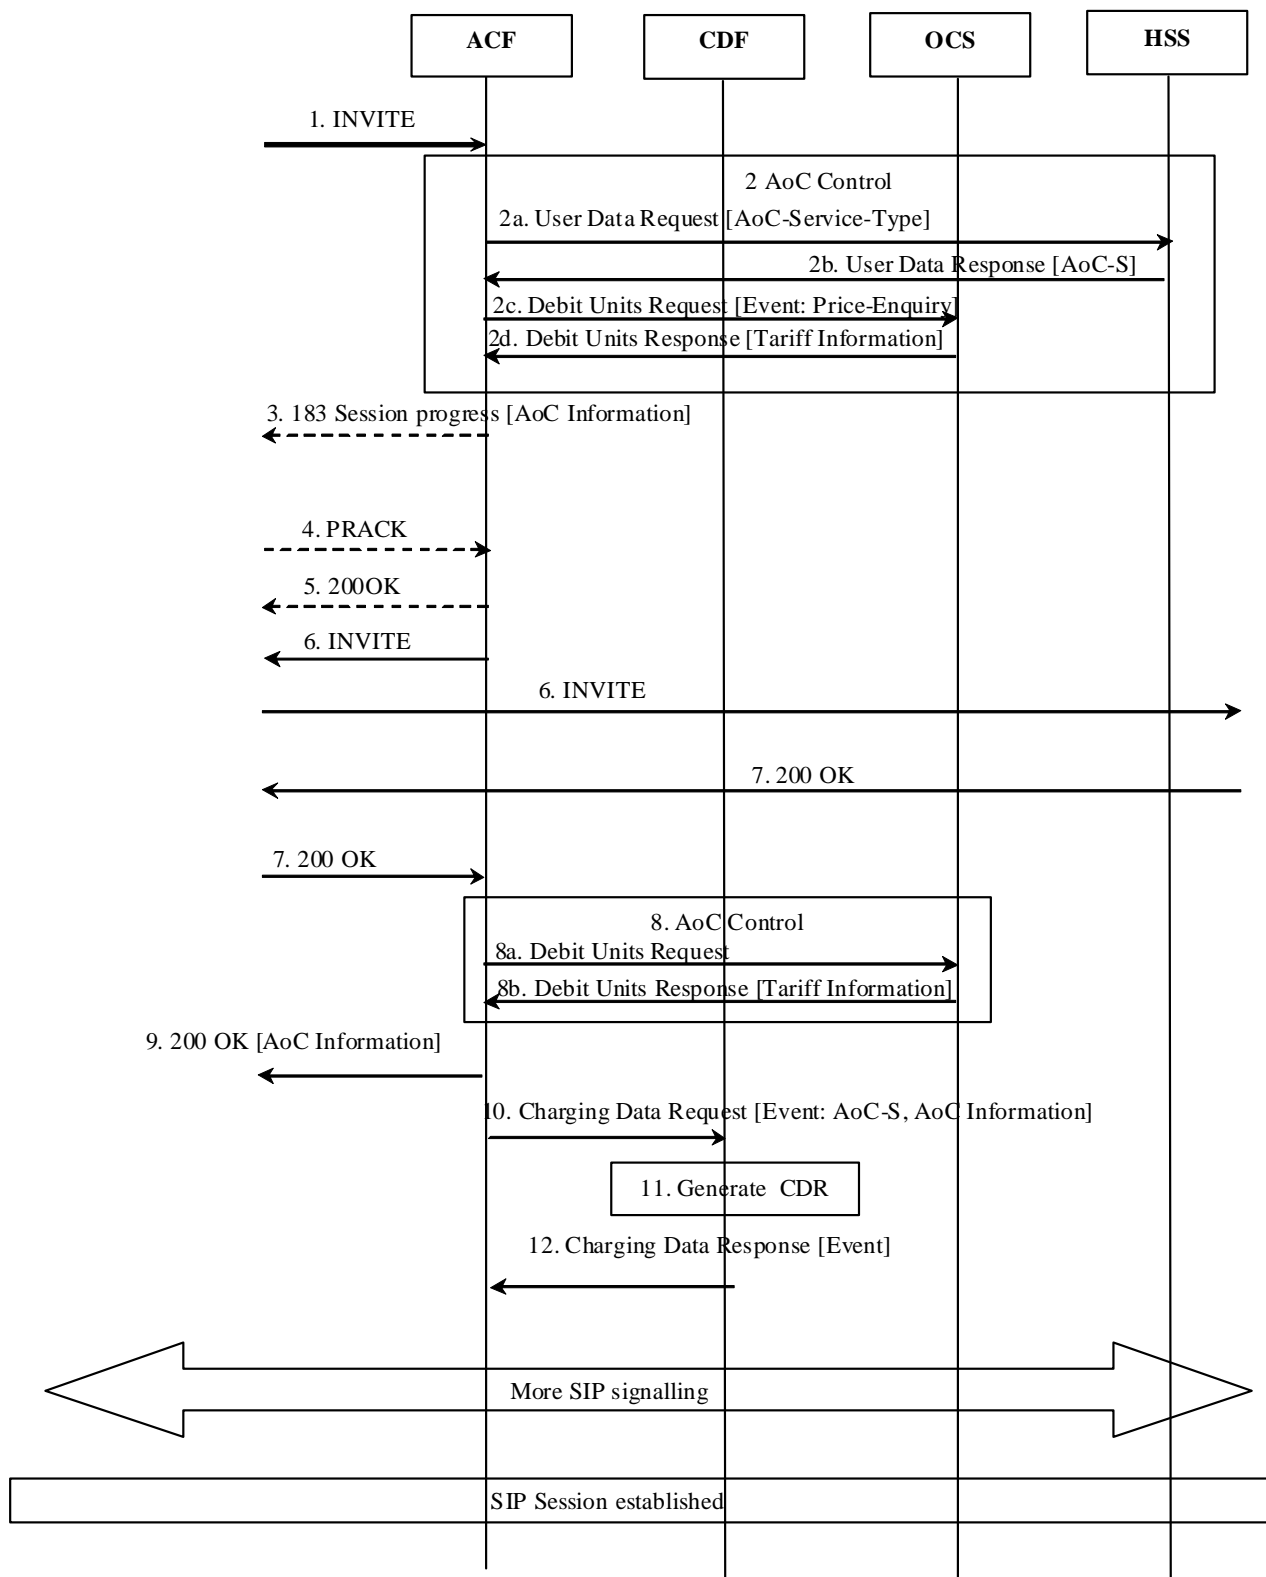 ACF
CDF
OCS
HSS
1. INVITE
2 AoC Control
2a. User Data Request [AoC-Service-Type]
2b. User Data Response [AoC-S]
2c. Debit Units Request [Event: Price-Enquiry]
2d. Debit Units Response [Tariff Information]
3. 183 Session progress [AoC Information]
4. PRACK
5. 200OK
6. INVITE
6. INVITE
7. 200 OK
7. 200 OK
8. AoC Control
8a. Debit Units Request
8b. Debit Units Response [Tariff Information]
9. 200 OK [AoC Information]
10. Charging Data Request [Event: AoC-S, AoC Information]
11. Generate CDR
12. Charging Data Response [Event]
More SIP signalling
SIP Session established